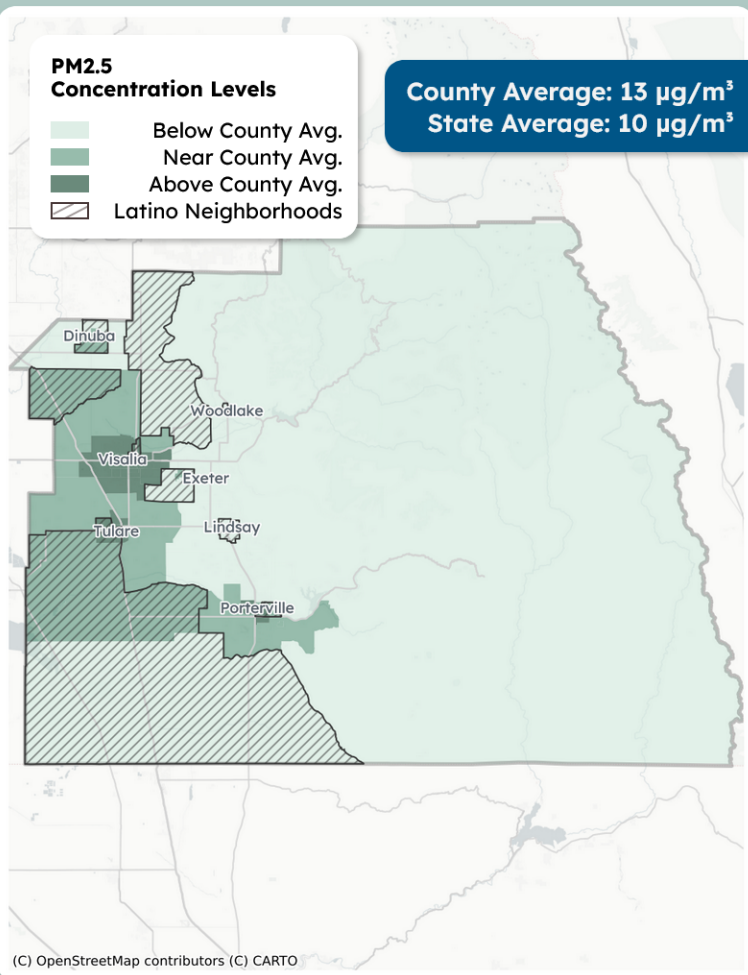 PM2.5
Concentration Levels
Below County Avg.
Near County Avg.
Above County Avg.
Latino Neighborhoods
County Average: 13 µg/m³
State Average: 10 µg/m³
Dinuba
Woodlake
Visalia
Exeter
Tulare
Lindsay
Porterville
(C) OpenStreetMap contributors (C) CARTO